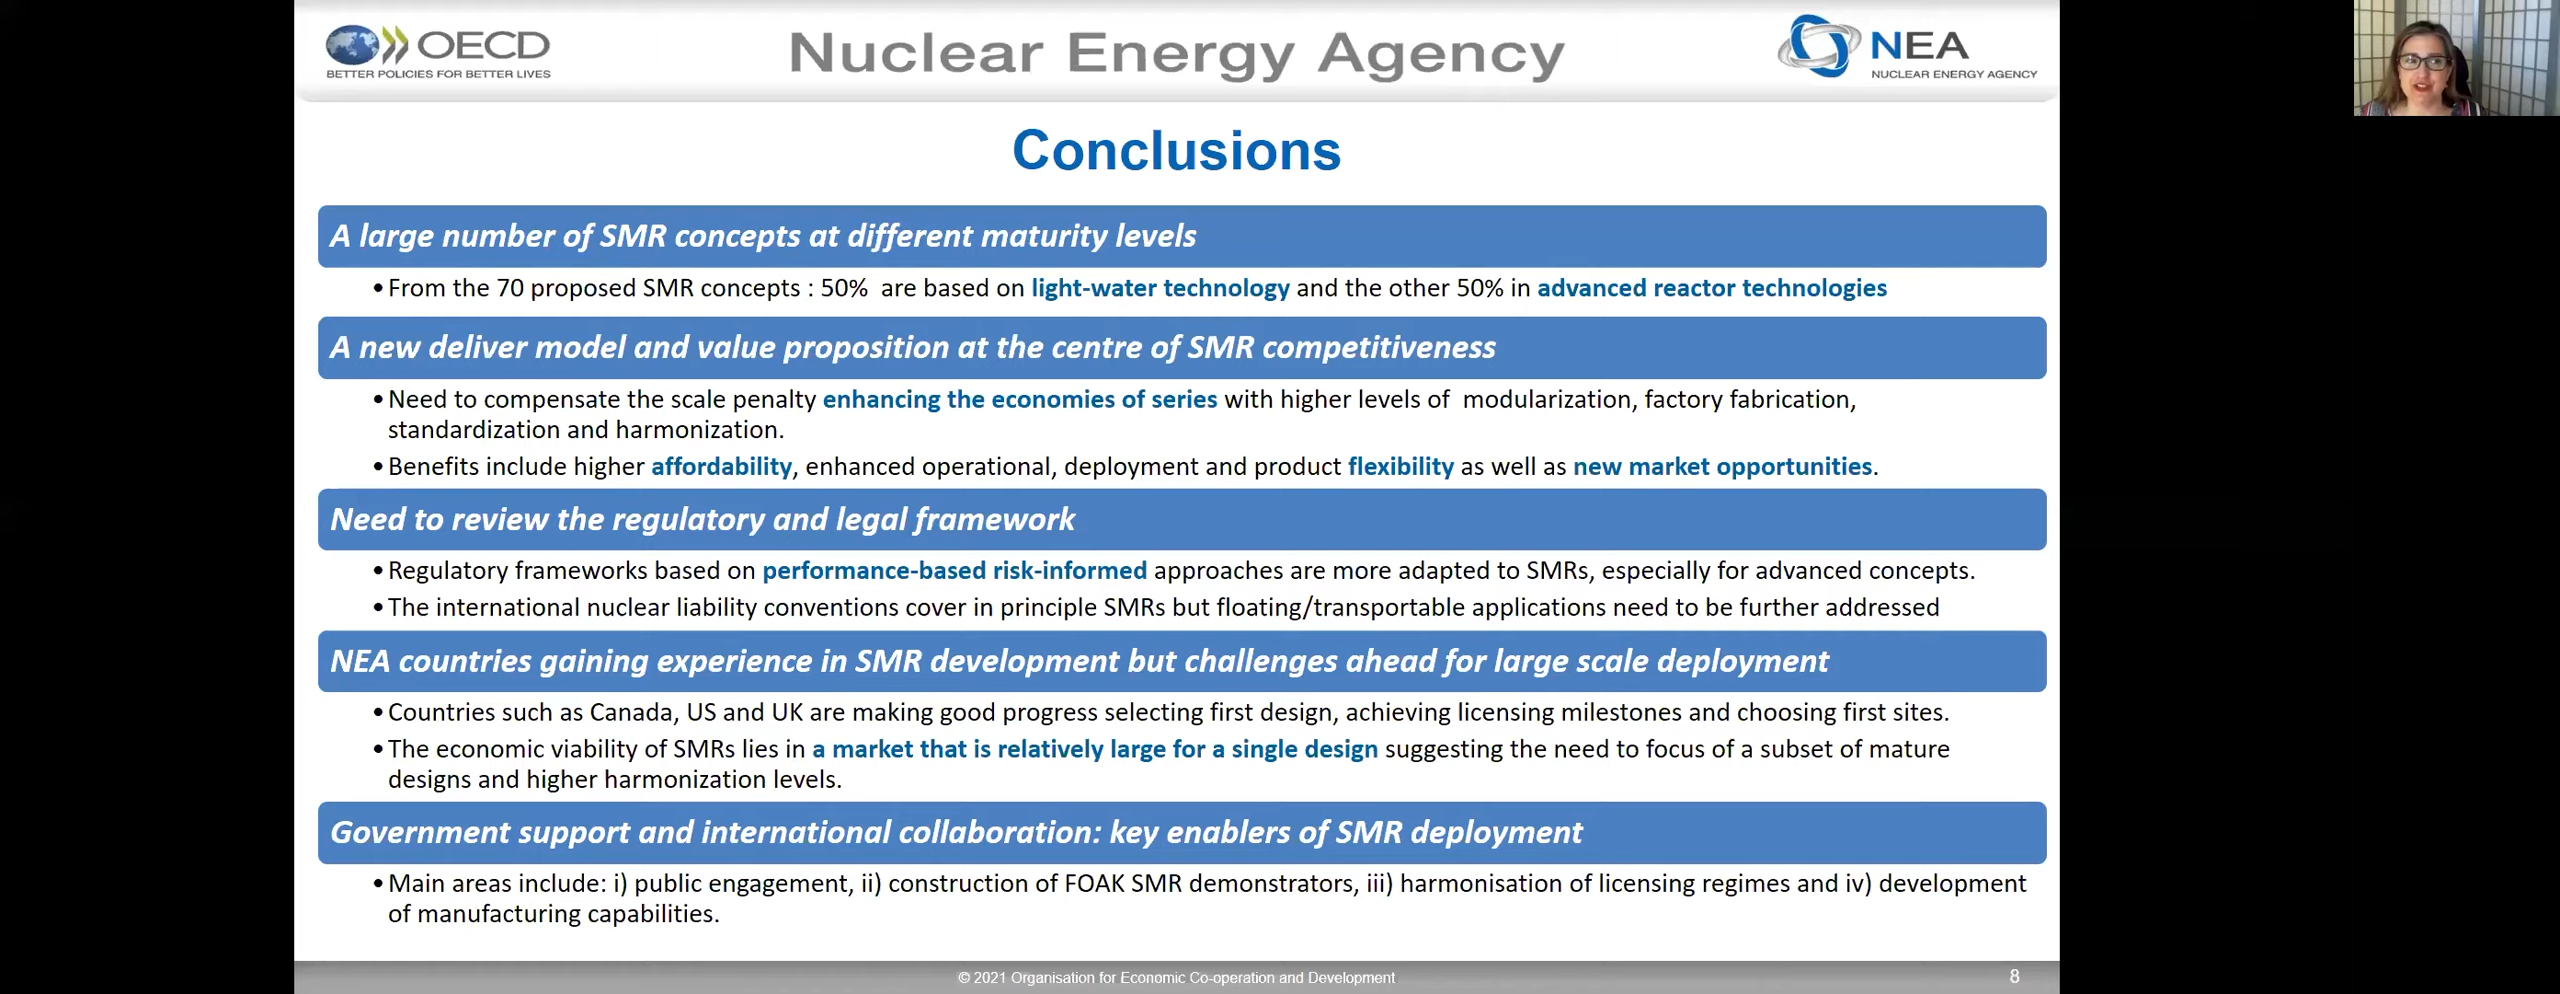 OECD
BETTER POLICIES FOR BETTER LIVES
Nuclear Energy Agency
NEA
NUCLEAR ENERGY AGENCY
Conclusions
A large number of SMR concepts at different maturity levels
• From the 70 proposed SMR concepts : 50%  are based on light-water technology and the other 50% in advanced reactor technologies
A new deliver model and value proposition at the centre of SMR competitiveness
• Need to compensate the scale penalty enhancing the economies of series with higher levels of  modularization, factory fabrication,
standardization and harmonization.
• Benefits include higher affordability, enhanced operational, deployment and product flexibility as well as new market opportunities.
Need to review the regulatory and legal framework
• Regulatory frameworks based on performance-based risk-informed approaches are more adapted to SMRs, especially for advanced concepts.
• The international nuclear liability conventions cover in principle SMRs but floating/transportable applications need to be further addressed
NEA countries gaining experience in SMR development but challenges ahead for large scale deployment
• Countries such as Canada, US and UK are making good progress selecting first design, achieving licensing milestones and choosing first sites.
• The economic viability of SMRs lies in a market that is relatively large for a single design suggesting the need to focus of a subset of mature
designs and higher harmonization levels.
Government support and international collaboration: key enablers of SMR deployment
• Main areas include: i) public engagement, ii) construction of FOAK SMR demonstrators, iii) harmonisation of licensing regimes and iv) development
of manufacturing capabilities.
© 2021 Organisation for Economic Co-operation and Development
8